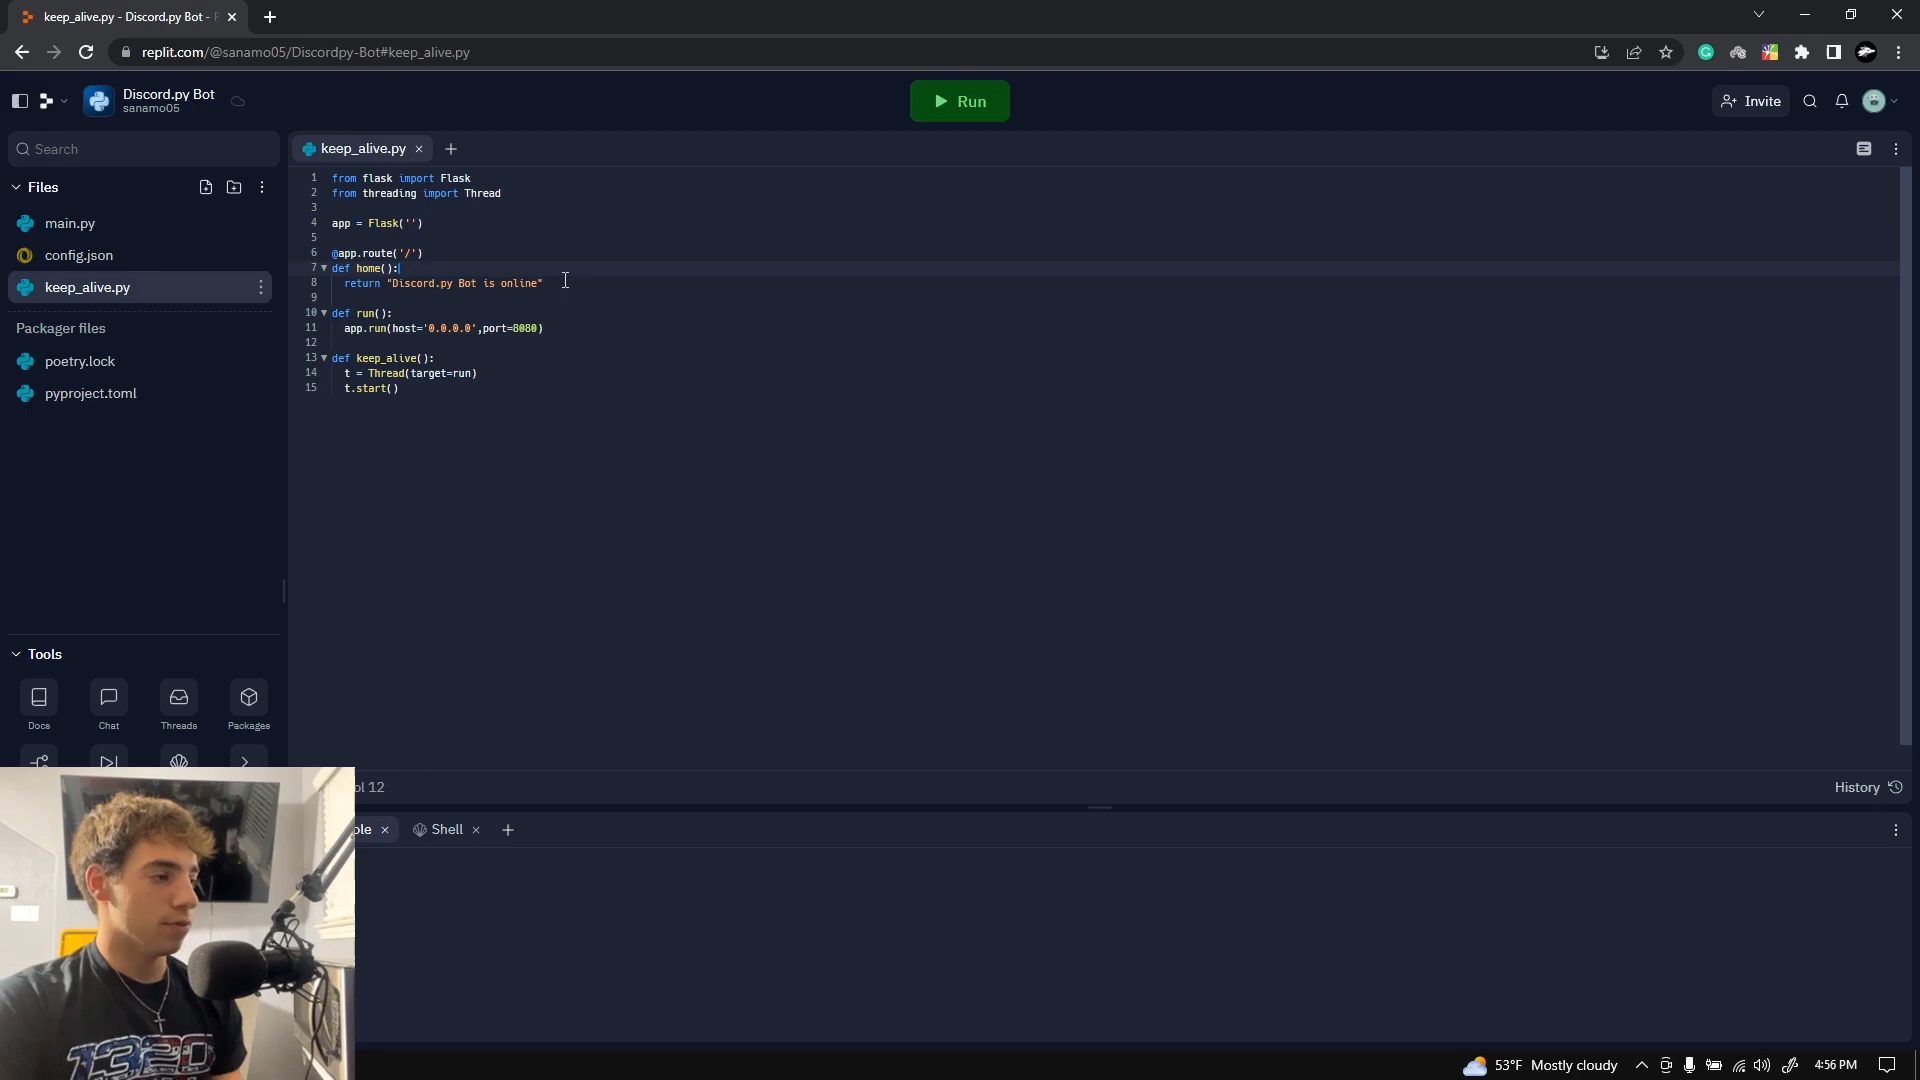 keep_alive.py - Discord.py Bot -
replit.com/@sanamo05/Discordpy-Bot#keep_alive.py
Discord.py Bot
sanamo05
Run
Invite
Search
keep_alive.py
Files
main.py
config.json
keep_alive.py
Packager files
poetry.lock
pyproject.toml
1 from flask import Flask
2 from threading import Thread
3
4 app = Flask('')
5
6 @app.route('/')
7 def home():
8 return "Discord.py Bot is online"
9
10 def run():
11 app.run(host='0.0.0.0',port=8080)
12
13 def keep_alive():
14 t = Thread(target=run)
15 t.start()
Tools
Docs
Chat
Threads
Packages
ol 12
History
ole
Shell
1320
53°F Mostly cloudy
4:56 PM